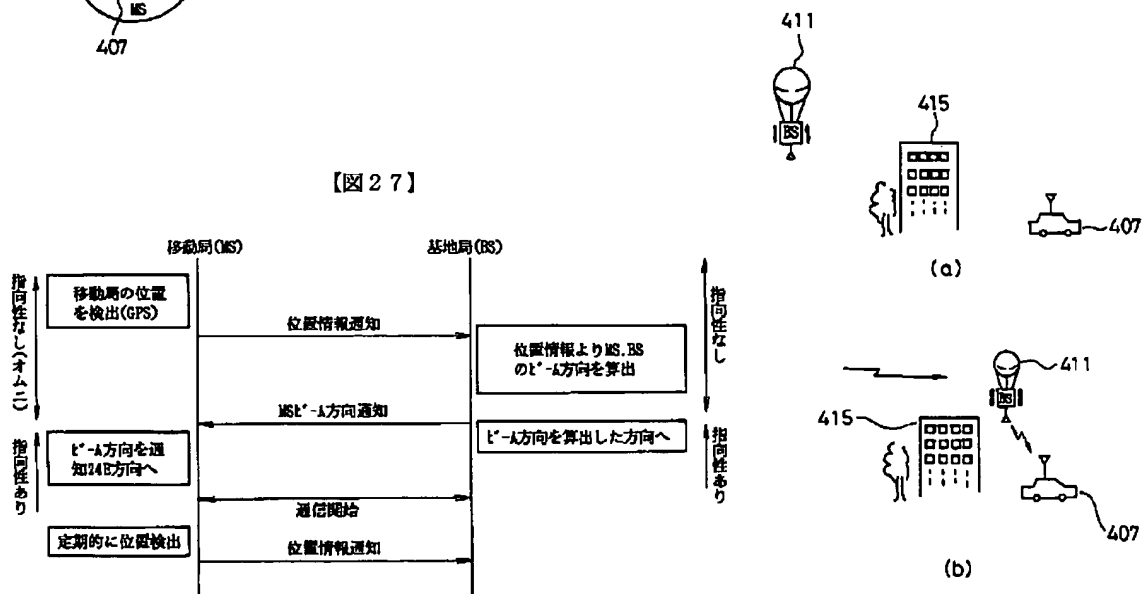 MS
407
411
BS
415
407
(a)
【図27】
移動局(MS)
基地局(BS)
指向性なし(オムニ)
移動局の位置
を検出(GPS)
位置情報通知
位置情報よりMS.BS
のビーム方向を算出
指向性なし
MSビーム方向通知
ビーム方向を算出した方向へ
指向性あり
ビーム方向を通
方向へ
指向性あり
通信開始
定期的に位置検出
位置情報通知
411
BS
415
407
(b)